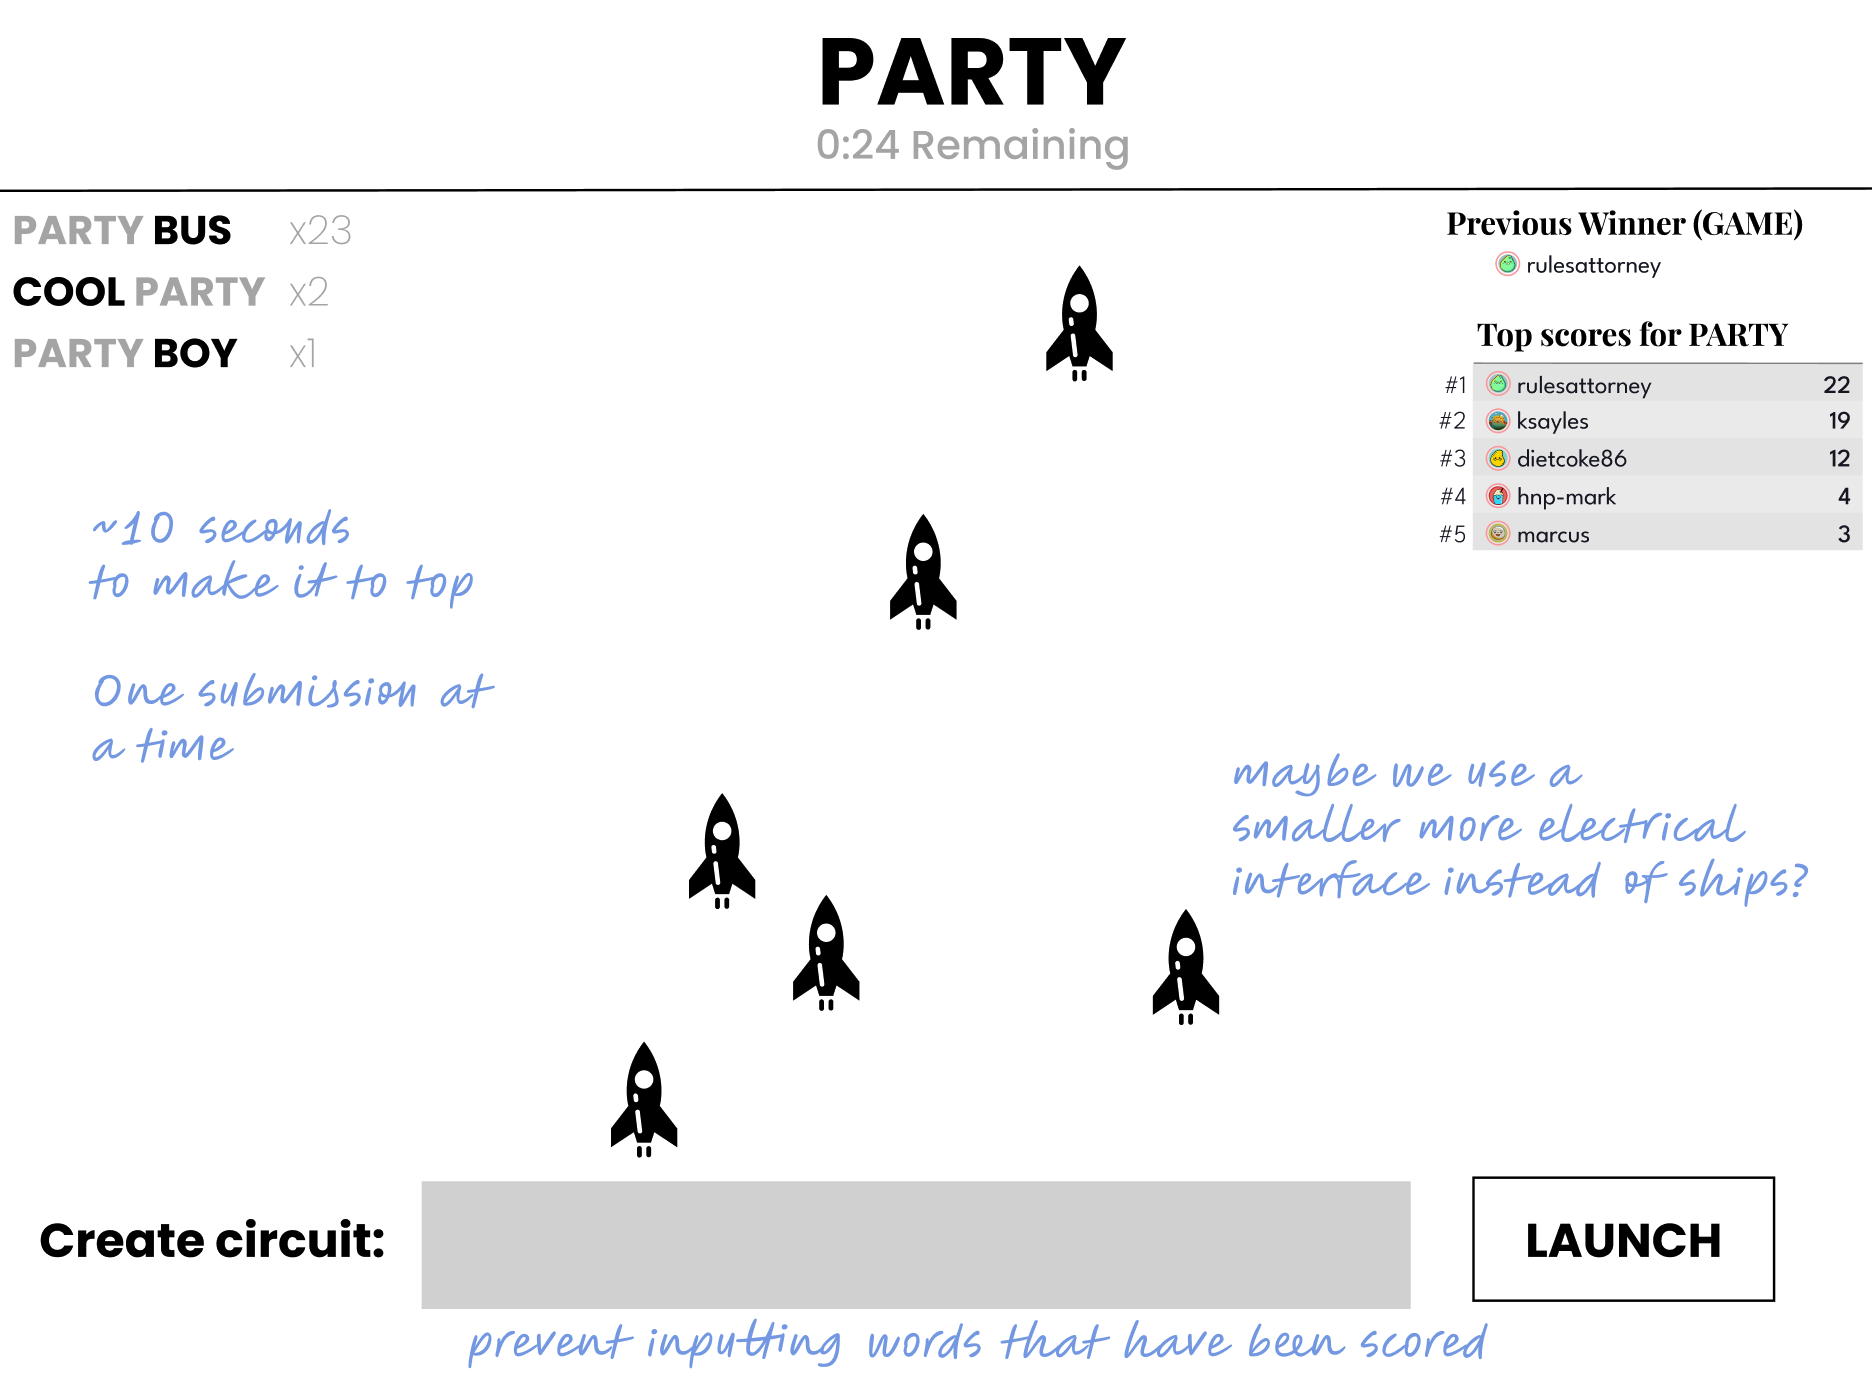 PARTY
0:24 Remaining
PARTY BUS x23
COOL PARTY x2
PARTY BOY x1
Previous Winner (GAME)
rulesattorney
Top scores for PARTY
#1 rulesattorney 22
#2 ksayles 19
#3 dietcoke86 12
#4 hnp-mark 4
#5 marcus 3
~10 seconds
to make it to top
One submission at
a time
maybe we use a
smaller more electrical
interface instead of ships?
Create circuit:
LAUNCH
prevent inputting words that have been scored